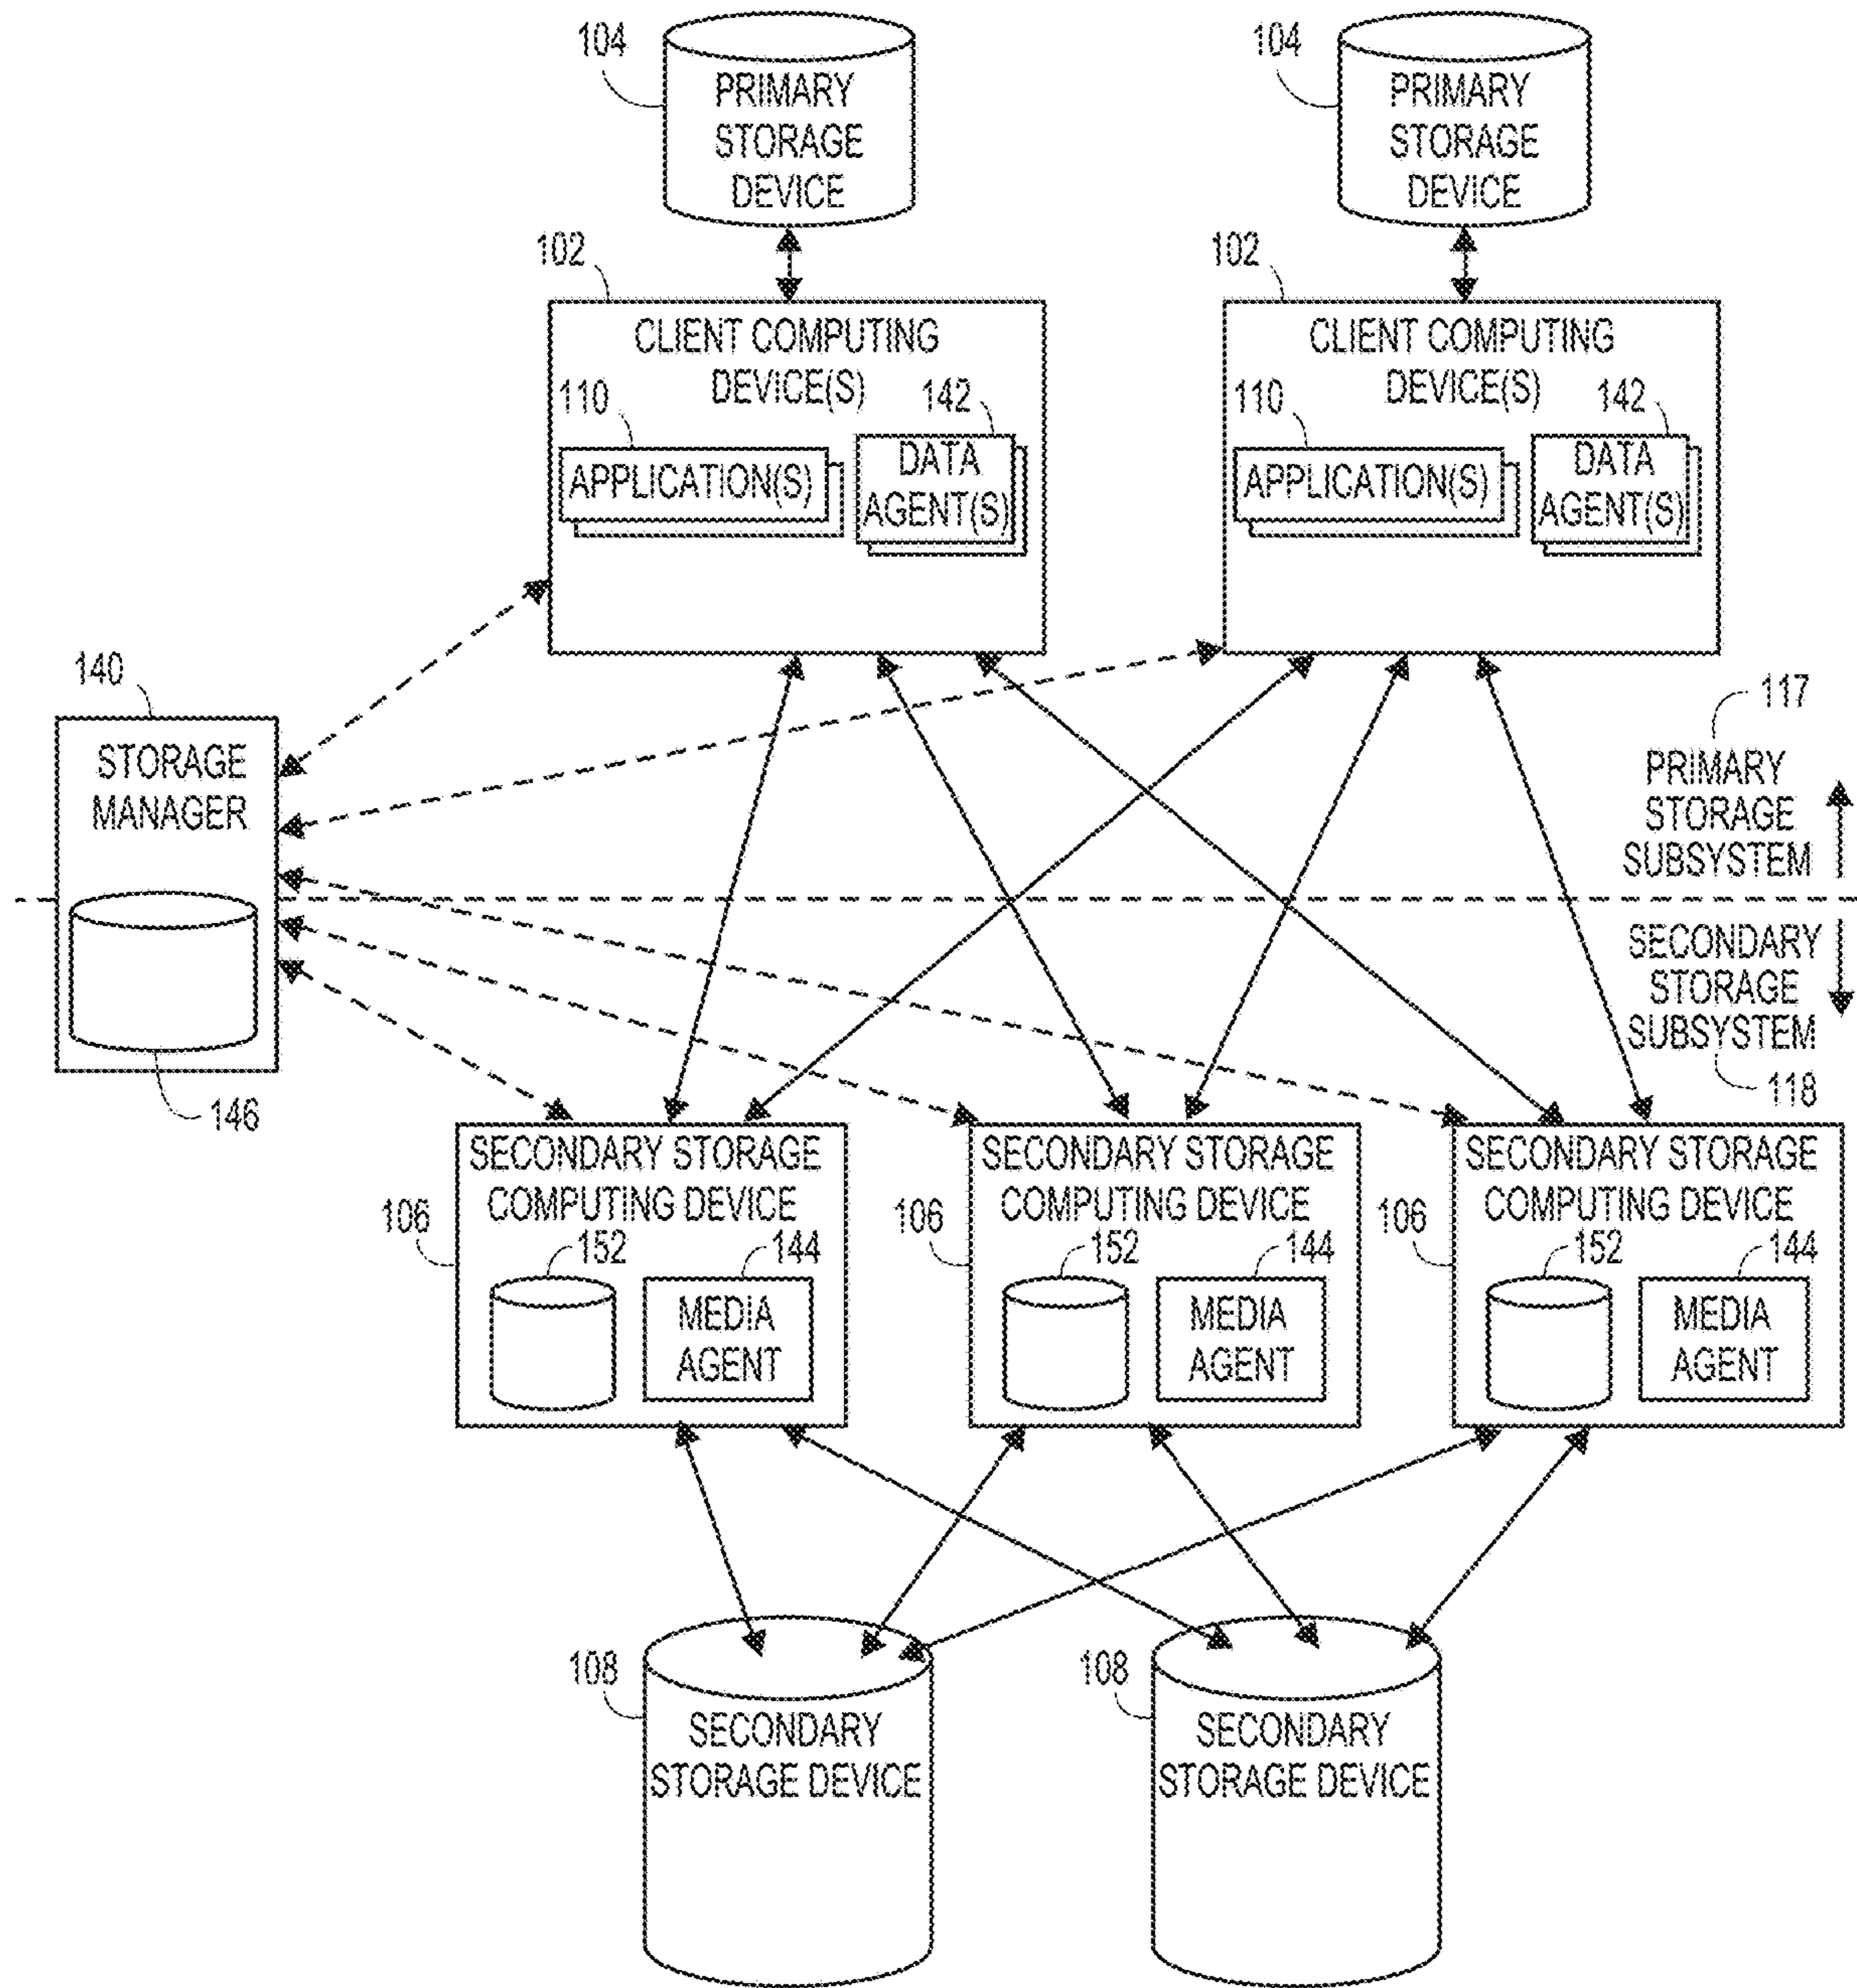 104
PRIMARY
STORAGE
DEVICE
104
PRIMARY
STORAGE
DEVICE
102
CLIENT COMPUTING
DEVICE(S)
110
APPLICATION(S)
142
DATA
AGENT(S)
102
CLIENT COMPUTING
DEVICE(S)
110
APPLICATION(S)
142
DATA
AGENT(S)
140
STORAGE
MANAGER
146
117
PRIMARY
STORAGE
SUBSYSTEM
SECONDARY
STORAGE
SUBSYSTEM
118
106
SECONDARY STORAGE
COMPUTING DEVICE
152
144
MEDIA
AGENT
106
SECONDARY STORAGE
COMPUTING DEVICE
152
144
MEDIA
AGENT
106
SECONDARY STORAGE
COMPUTING DEVICE
152
144
MEDIA
AGENT
108
SECONDARY
STORAGE DEVICE
108
SECONDARY
STORAGE DEVICE